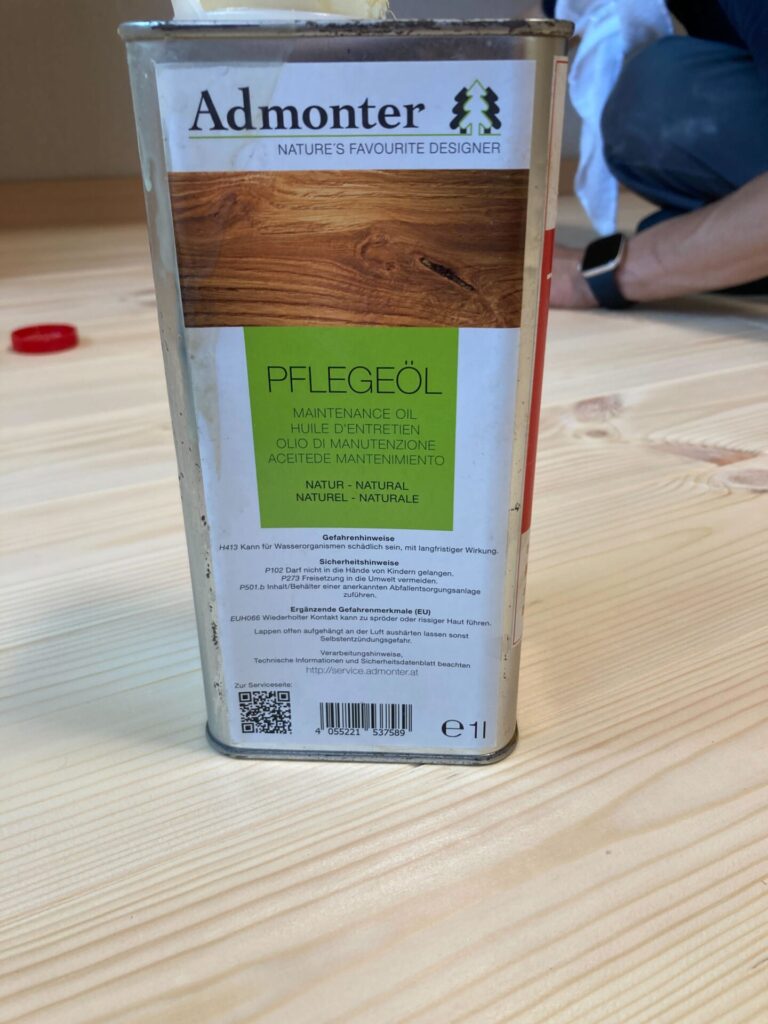 Admonter
NATURE'S FAVOURITE DESIGNER
PFLEGEÖL
MAINTENANCE OIL
HUILE D'ENTRETIEN
OLIO DI MANUTENZIONE
ACEITEDE MANTENIMIENTO
NATUR - NATURAL
NATUREL - NATURALE
Gefahrenhinweise
H413 Kann für Wasserorganismen schädlich sein, mit langfristiger Wirkung.
Sicherheitshinweise
P102 Darf nicht in die Hände von Kindern gelangen.
P273 Freisetzung in die Umwelt vermeiden.
P501.b Inhalt/Behälter einer anerkannten Abfallentsorgungsanlage
zuführen.
Ergänzende Gefahrenmerkmale (EU)
EUH066 Wiederholter Kontakt kann zu spröder oder rissiger Haut führen.
Lappen offen aufgehängt an der Luft aushärten lassen sonst
Selbstentzündungsgefahr.
Verarbeitungshinweise,
Technische Informationen und Sicherheitsdatenblatt beachten
http://service.admonter.at
Zur Serviceseite:
4 055221 537589
e 1l